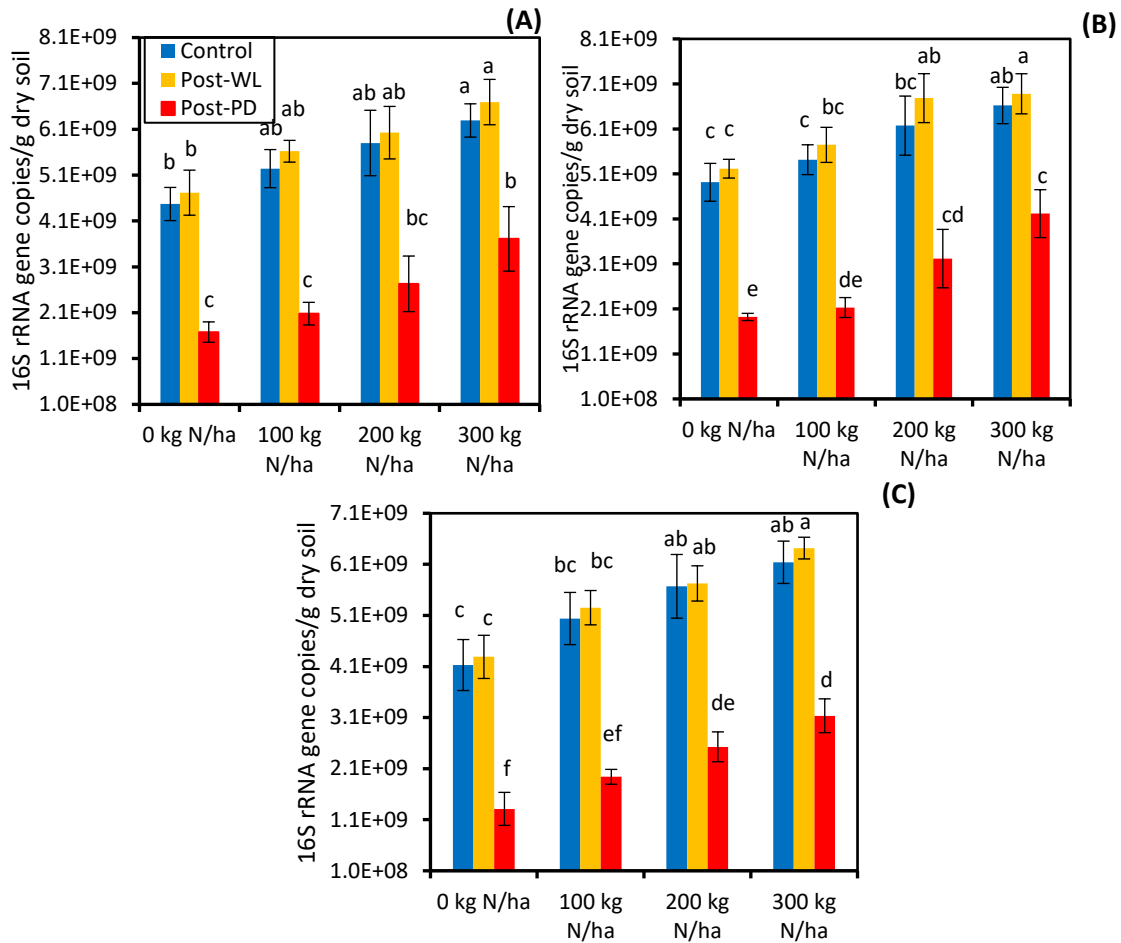 (A)
16S rRNA gene copies/g dry soil
8.1E+09
7.1E+09
6.1E+09
5.1E+09
4.1E+09
3.1E+09
2.1E+09
1.1E+09
1.0E+08
Control
Post-WL
Post-PD
b b c
ab ab c
ab ab bc
a a b
0 kg N/ha
100 kg
N/ha
200 kg
N/ha
300 kg
N/ha
(B)
16S rRNA gene copies/g dry soil
8.1E+09
7.1E+09
6.1E+09
5.1E+09
4.1E+09
3.1E+09
2.1E+09
1.1E+09
1.0E+08
c c e
c bc de
bc ab cd
ab a c
0 kg N/ha
100 kg
N/ha
200 kg
N/ha
300 kg
N/ha
(C)
16S rRNA gene copies/g dry soil
7.1E+09
6.1E+09
5.1E+09
4.1E+09
3.1E+09
2.1E+09
1.1E+09
1.0E+08
c c f
bc bc ef
ab ab de
ab a d
0 kg N/ha
100 kg
N/ha
200 kg
N/ha
300 kg
N/ha